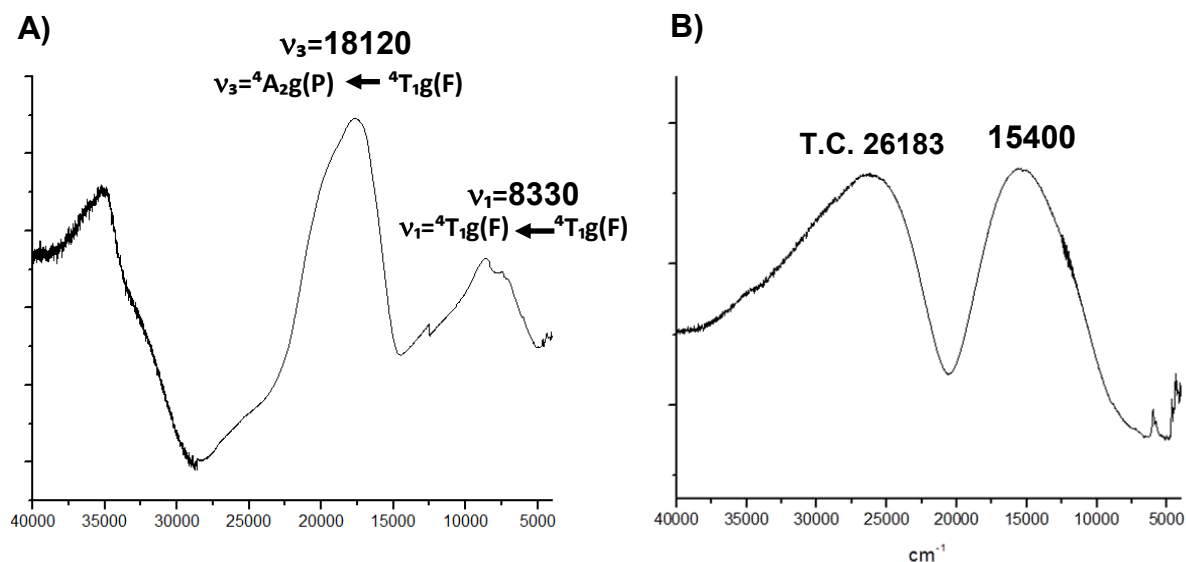 A)
ν₃=18120
ν₃=⁴A₂g(P) ← ⁴T₁g(F)
ν₁=8330
ν₁=⁴T₁g(F) ← ⁴T₁g(F)
40000 35000 30000 25000 20000 15000 10000 5000
B)
T.C. 26183
15400
40000 35000 30000 25000 20000 15000 10000 5000
cm⁻¹